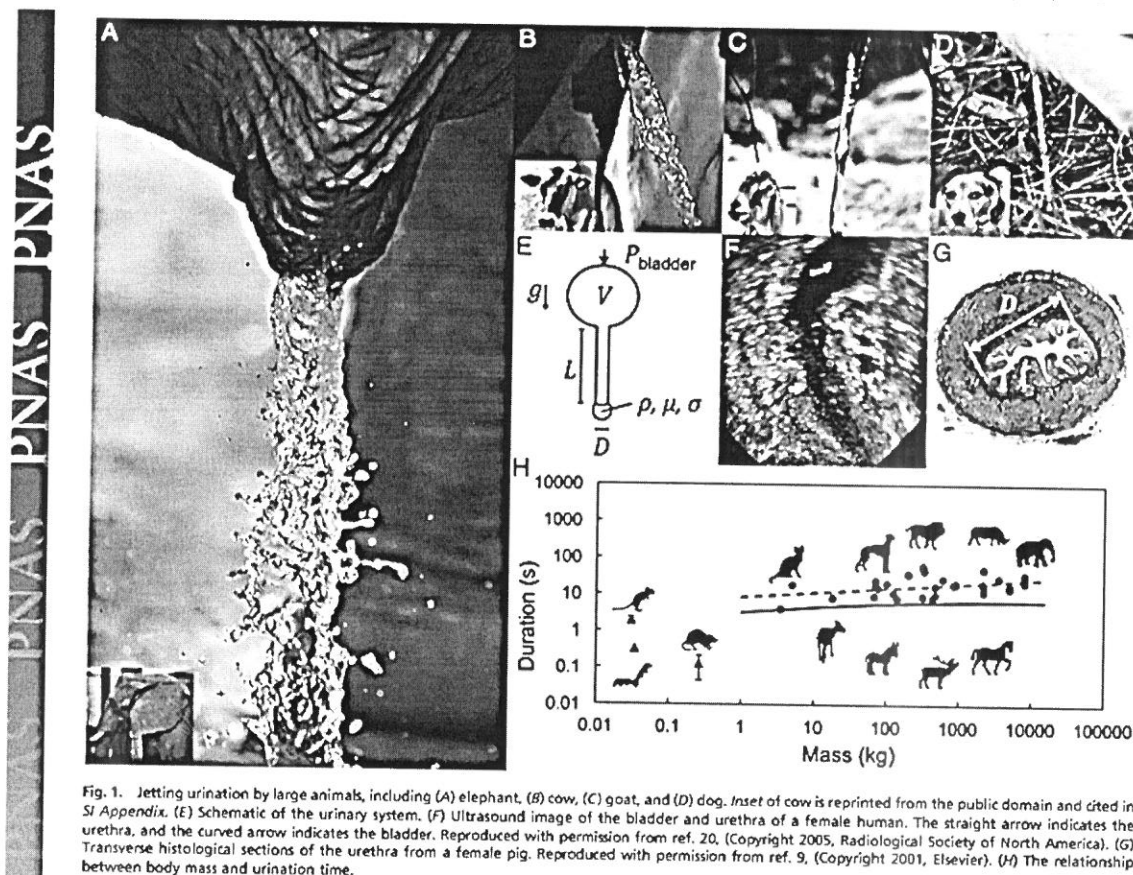 PNAS PNAS PNAS
A
B
C
D
E
P bladder
g
V
L
ρ, μ, σ
D
F
G
D
H
Duration (s)
10000
1000
100
10
1
0.1
0.01
0.01 0.1 1 10 100 1000 10000 100000
Mass (kg)
Fig. 1. Jetting urination by large animals, including (A) elephant, (B) cow, (C) goat, and (D) dog. Inset of cow is reprinted from the public domain and cited in
SI Appendix. (E) Schematic of the urinary system. (F) Ultrasound image of the bladder and urethra of a female human. The straight arrow indicates the
urethra, and the curved arrow indicates the bladder. Reproduced with permission from ref. 20, (Copyright 2005, Radiological Society of North America). (G)
Transverse histological sections of the urethra from a female pig. Reproduced with permission from ref. 9, (Copyright 2001, Elsevier). (H) The relationship
between body mass and urination time.